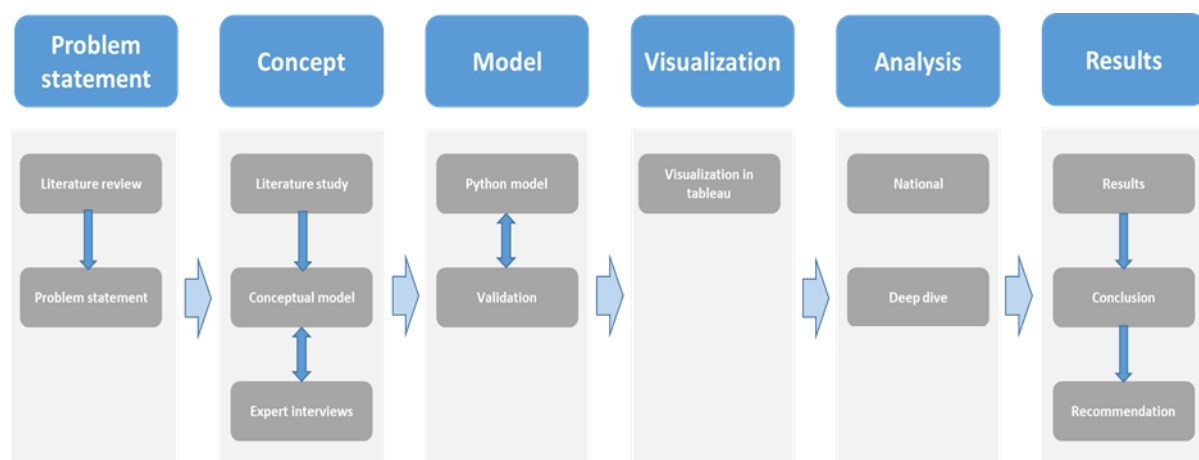 Problem
statement
Concept
Model
Visualization
Analysis
Results
Literature review
Problem statement
Literature study
Conceptual model
Expert interviews
Python model
Validation
Visualization in
tableau
National
Deep dive
Results
Conclusion
Recommendation